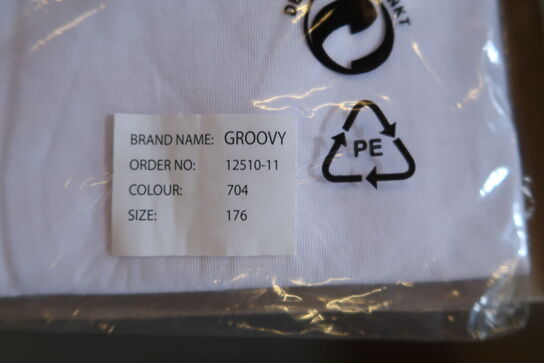 BRAND NAME: GROOVY
ORDER NO: 12510-11
COLOUR: 704
SIZE: 176
PE